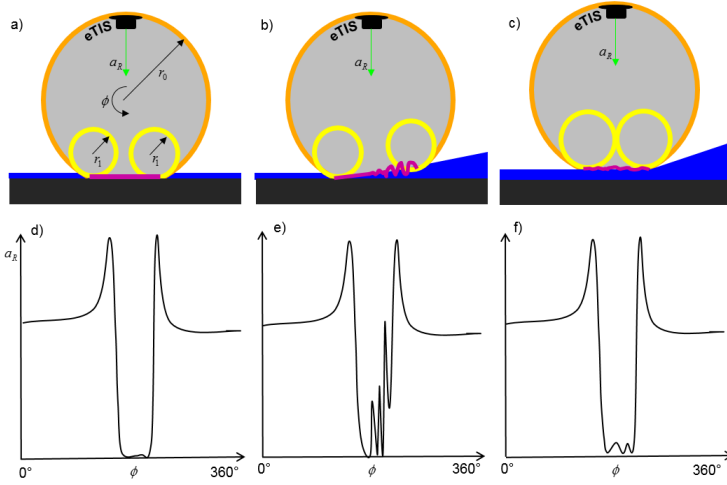 a)
eTIS
a_R
r_0
ϕ
r_1
r_1
b)
eTIS
a_R
c)
eTIS
a_R
d)
a_R
0°
ϕ
360°
e)
0°
ϕ
360°
f)
0°
ϕ
360°